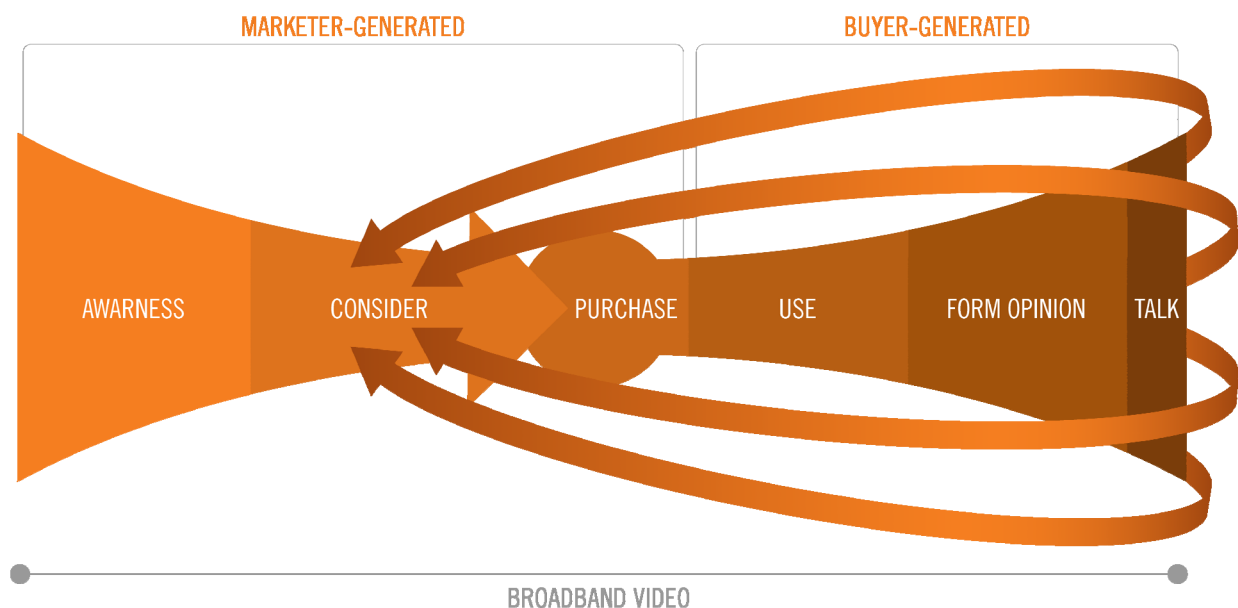 MARKETER-GENERATED
BUYER-GENERATED
AWARNESS
CONSIDER
PURCHASE
USE
FORM OPINION
TALK
BROADBAND VIDEO